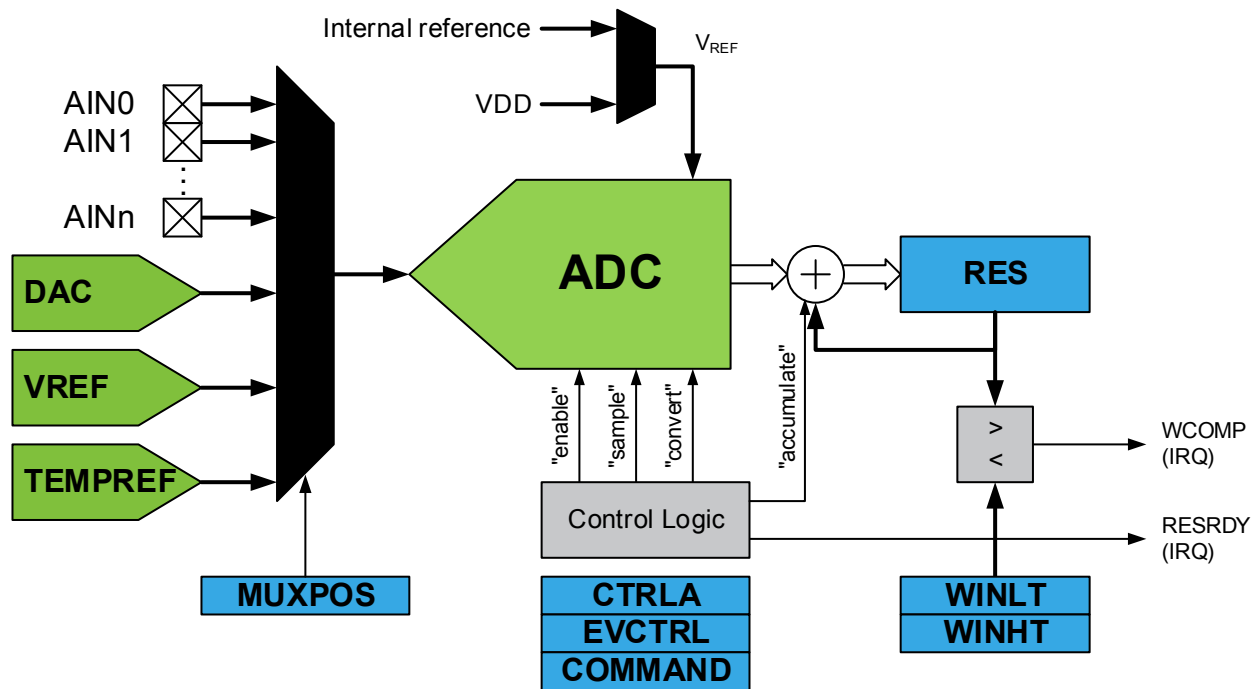 Internal reference
V_REF
VDD
AIN0
AIN1
AINn
DAC
VREF
TEMPREF
MUXPOS
ADC
"enable"
"sample"
"convert"
"accumulate"
RES
>
<
WCOMP
(IRQ)
Control Logic
RESRDY
(IRQ)
CTRLA
EVCTRL
COMMAND
WINLT
WINHT